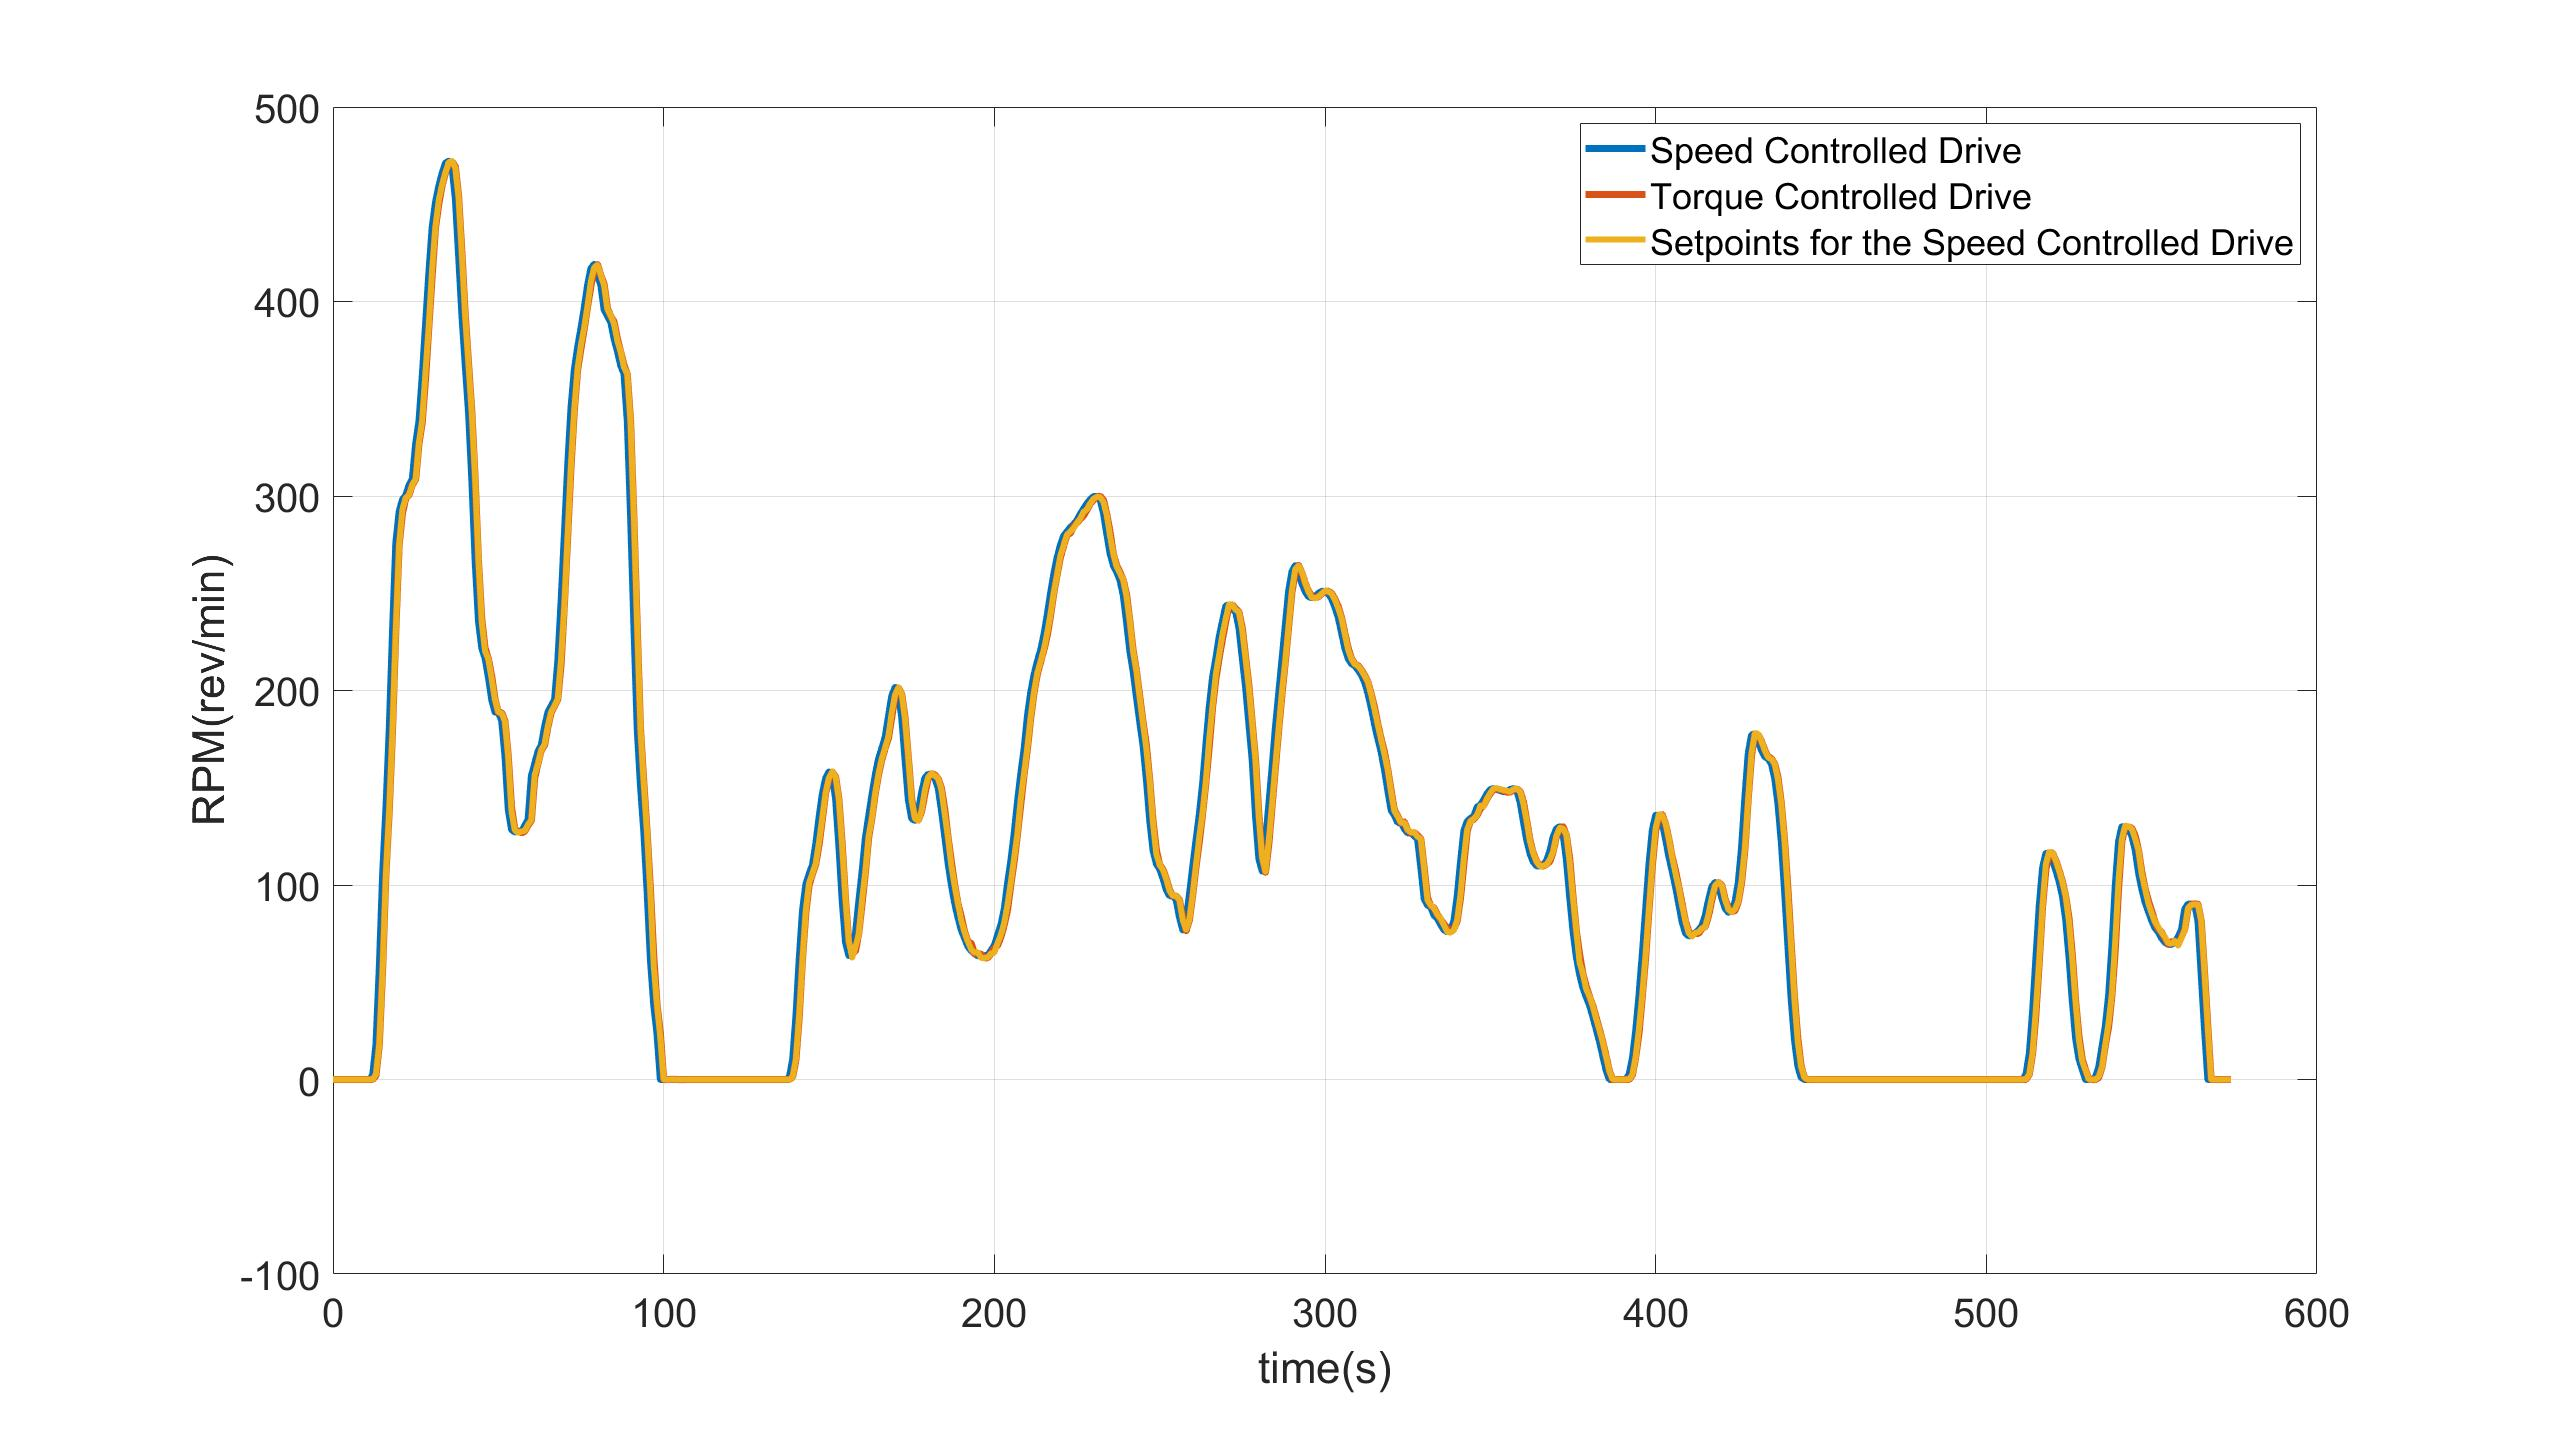 500
Speed Controlled Drive
Torque Controlled Drive
Setpoints for the Speed Controlled Drive
400
300
200
100
0
-100
RPM(rev/min)
0 100 200 300 400 500 600
time(s)